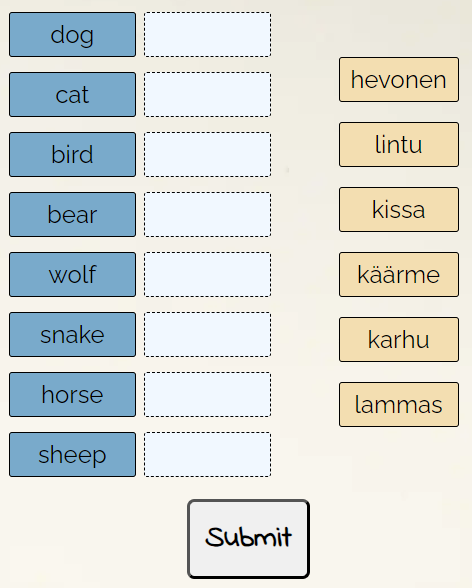 dog
cat
bird
bear
wolf
snake
horse
sheep
hevonen
lintu
kissa
käärme
karhu
lammas
Submit